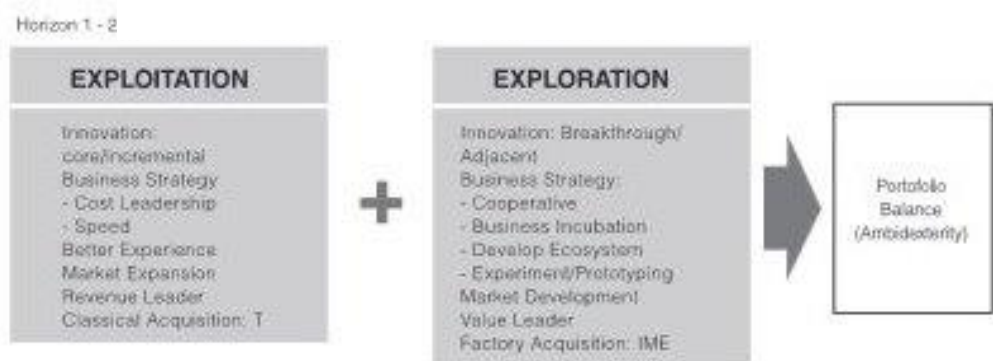 Horizon 1 - 2
EXPLOITATION
Innovation:
core/incremental
Business Strategy
- Cost Leadership
- Speed
Better Experience
Market Expansion
Revenue Leader
Classical Acquisition: T
+
EXPLORATION
Innovation: Breakthrough/
Adjacent
Business Strategy:
- Cooperative
- Business Incubation
- Develop Ecosystem
- Experiment/Prototyping
Market Development
Value Leader
Factory Acquisition: IME
Portofolio
Balance
(Ambidexterity)